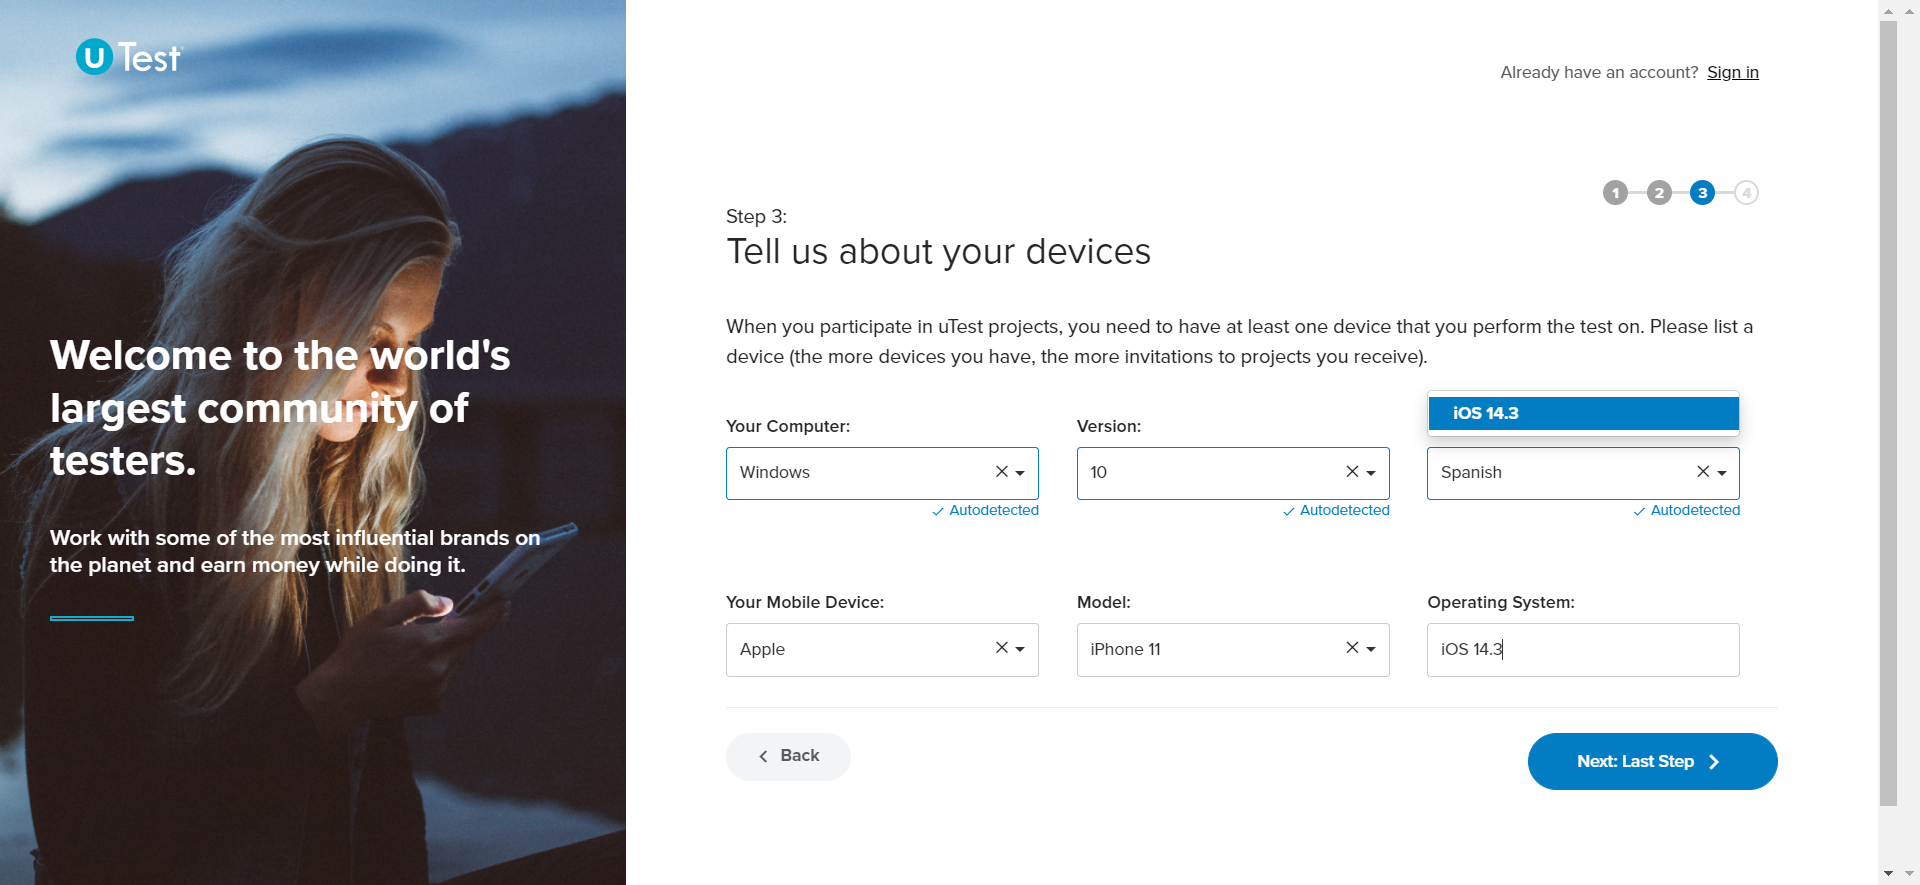 U Test
Welcome to the world's
largest community of
testers.
Work with some of the most influential brands on
the planet and earn money while doing it.
Already have an account? Sign in
1 2 3 4
Step 3:
Tell us about your devices
When you participate in uTest projects, you need to have at least one device that you perform the test on. Please list a
device (the more devices you have, the more invitations to projects you receive).
iOS 14.3
Your Computer: Version:
Windows 10 Spanish
Autodetected Autodetected Autodetected
Your Mobile Device: Model: Operating System:
Apple iPhone 11 iOS 14.3
Back Next: Last Step